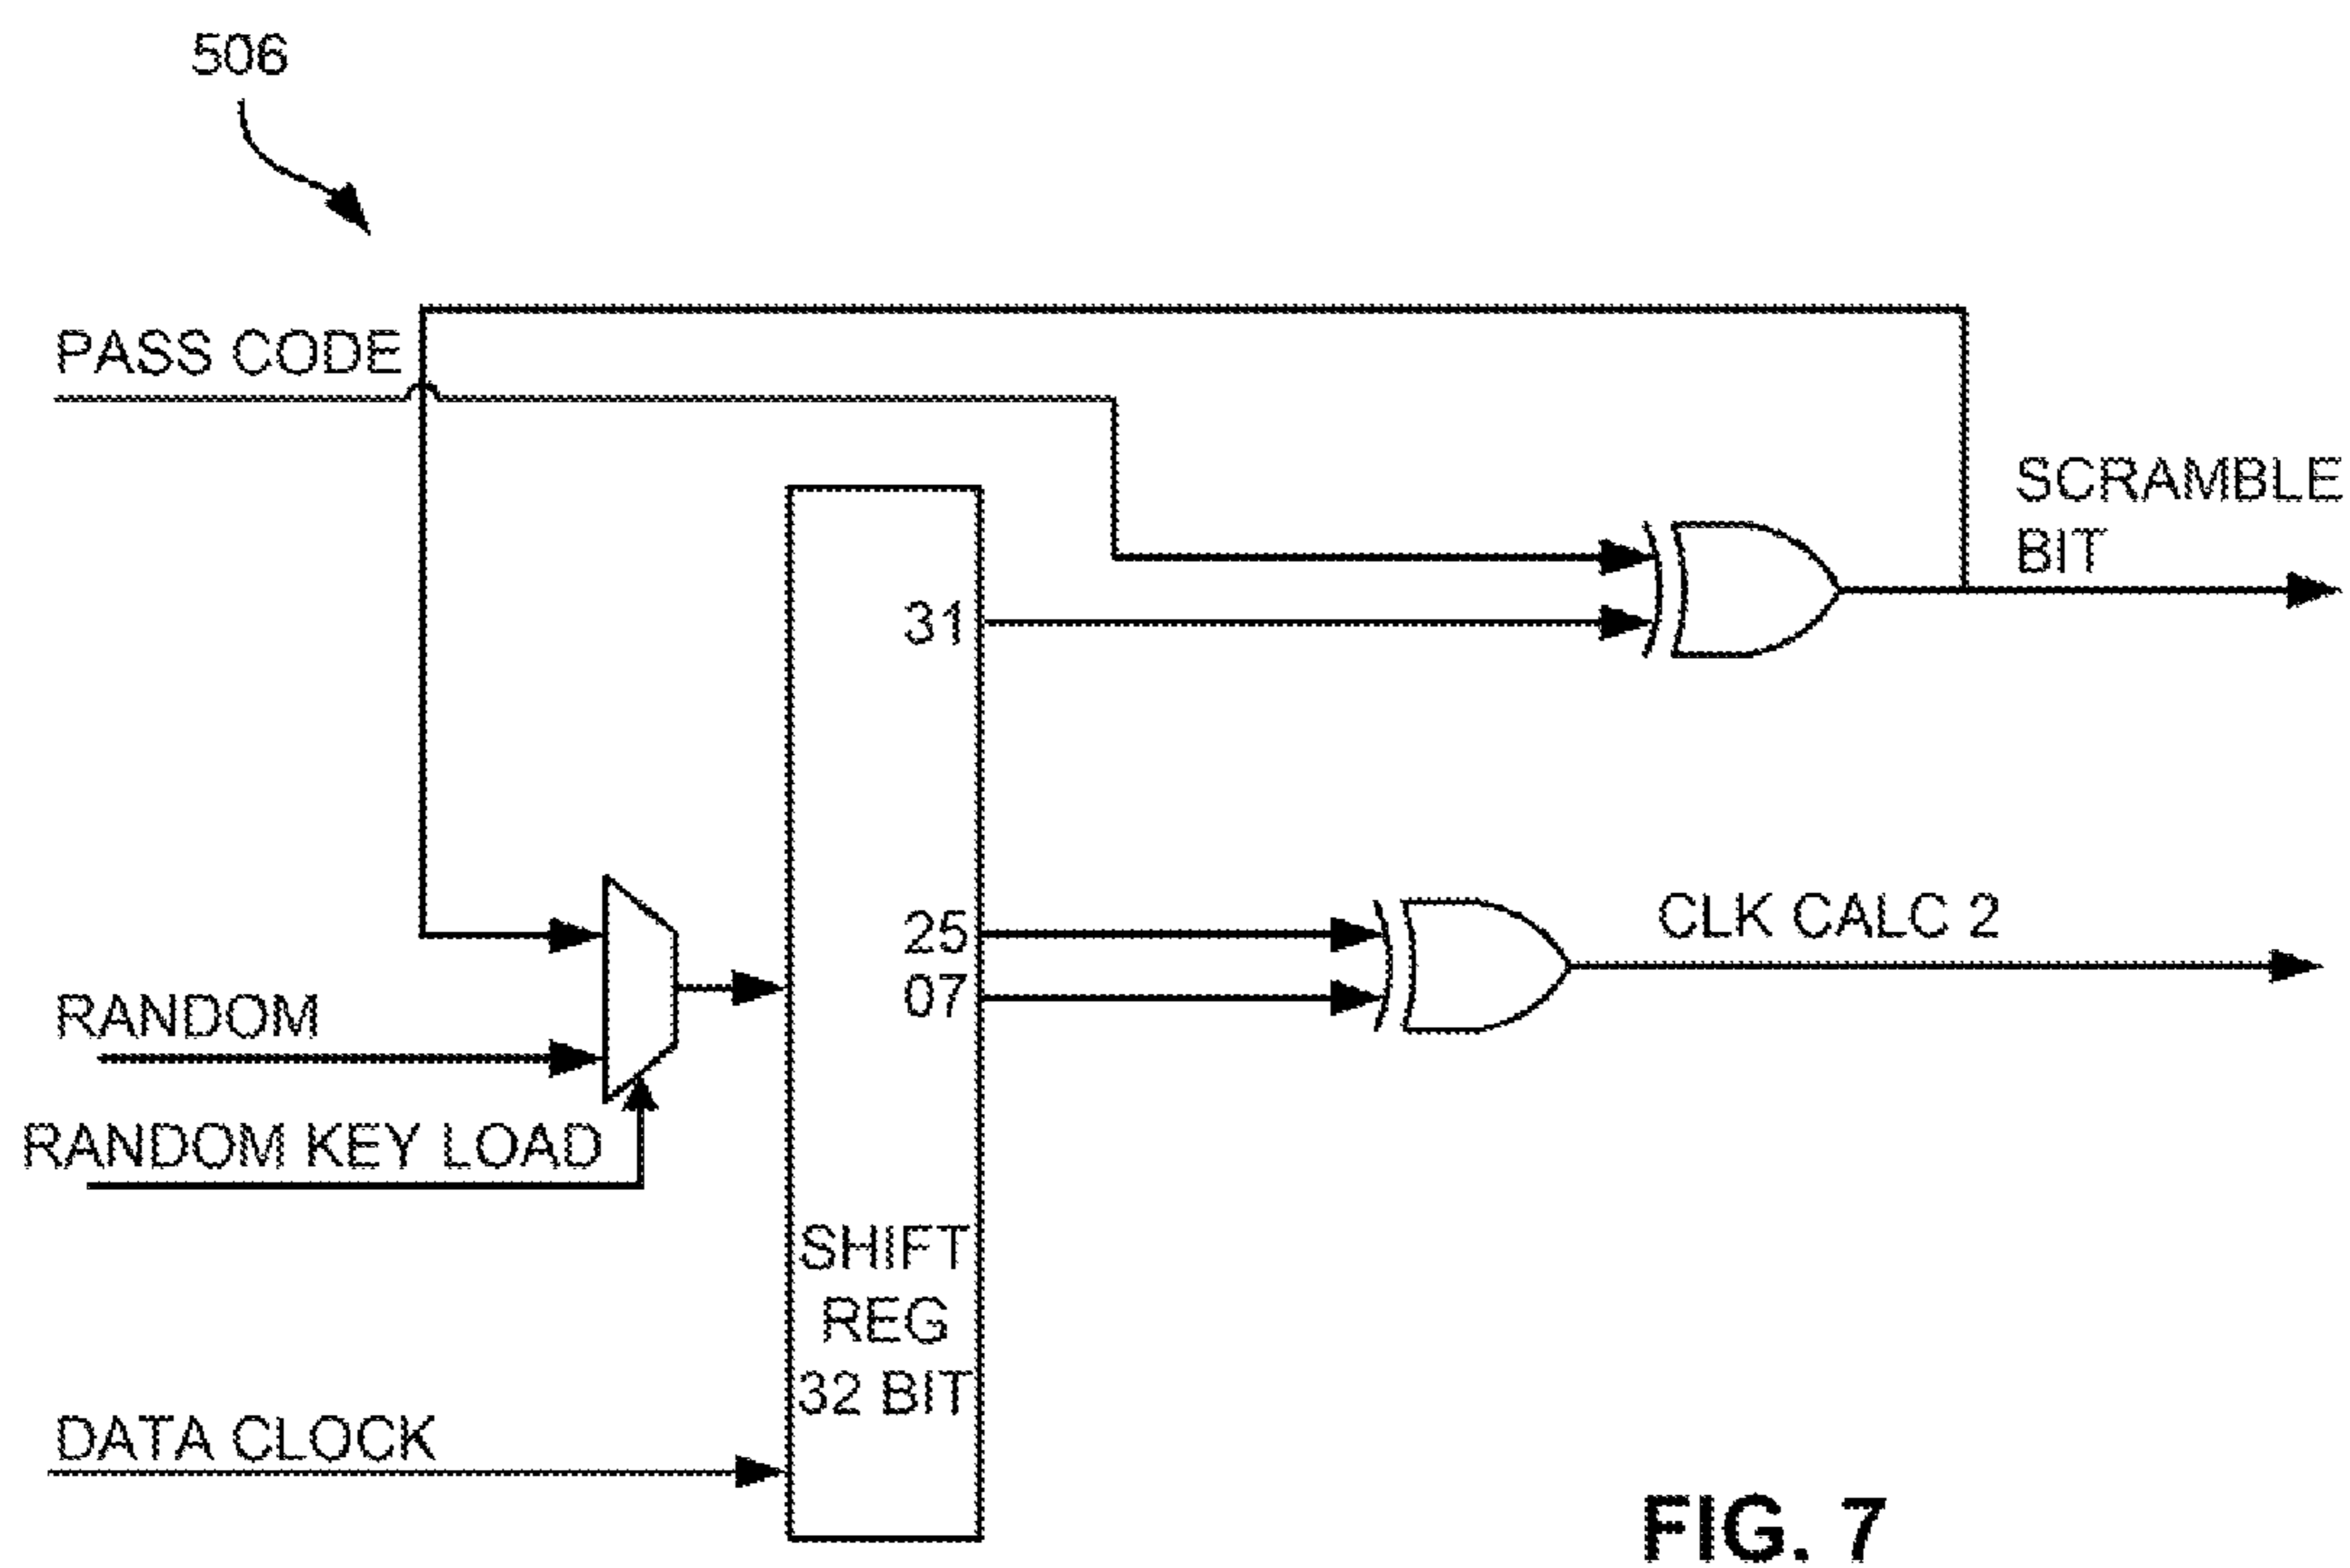 506
PASS CODE
SCRAMBLE
BIT
31
25
07
CLK CALC 2
RANDOM
RANDOM KEY LOAD
SHIFT
REG
32 BIT
DATA CLOCK
FIG. 7